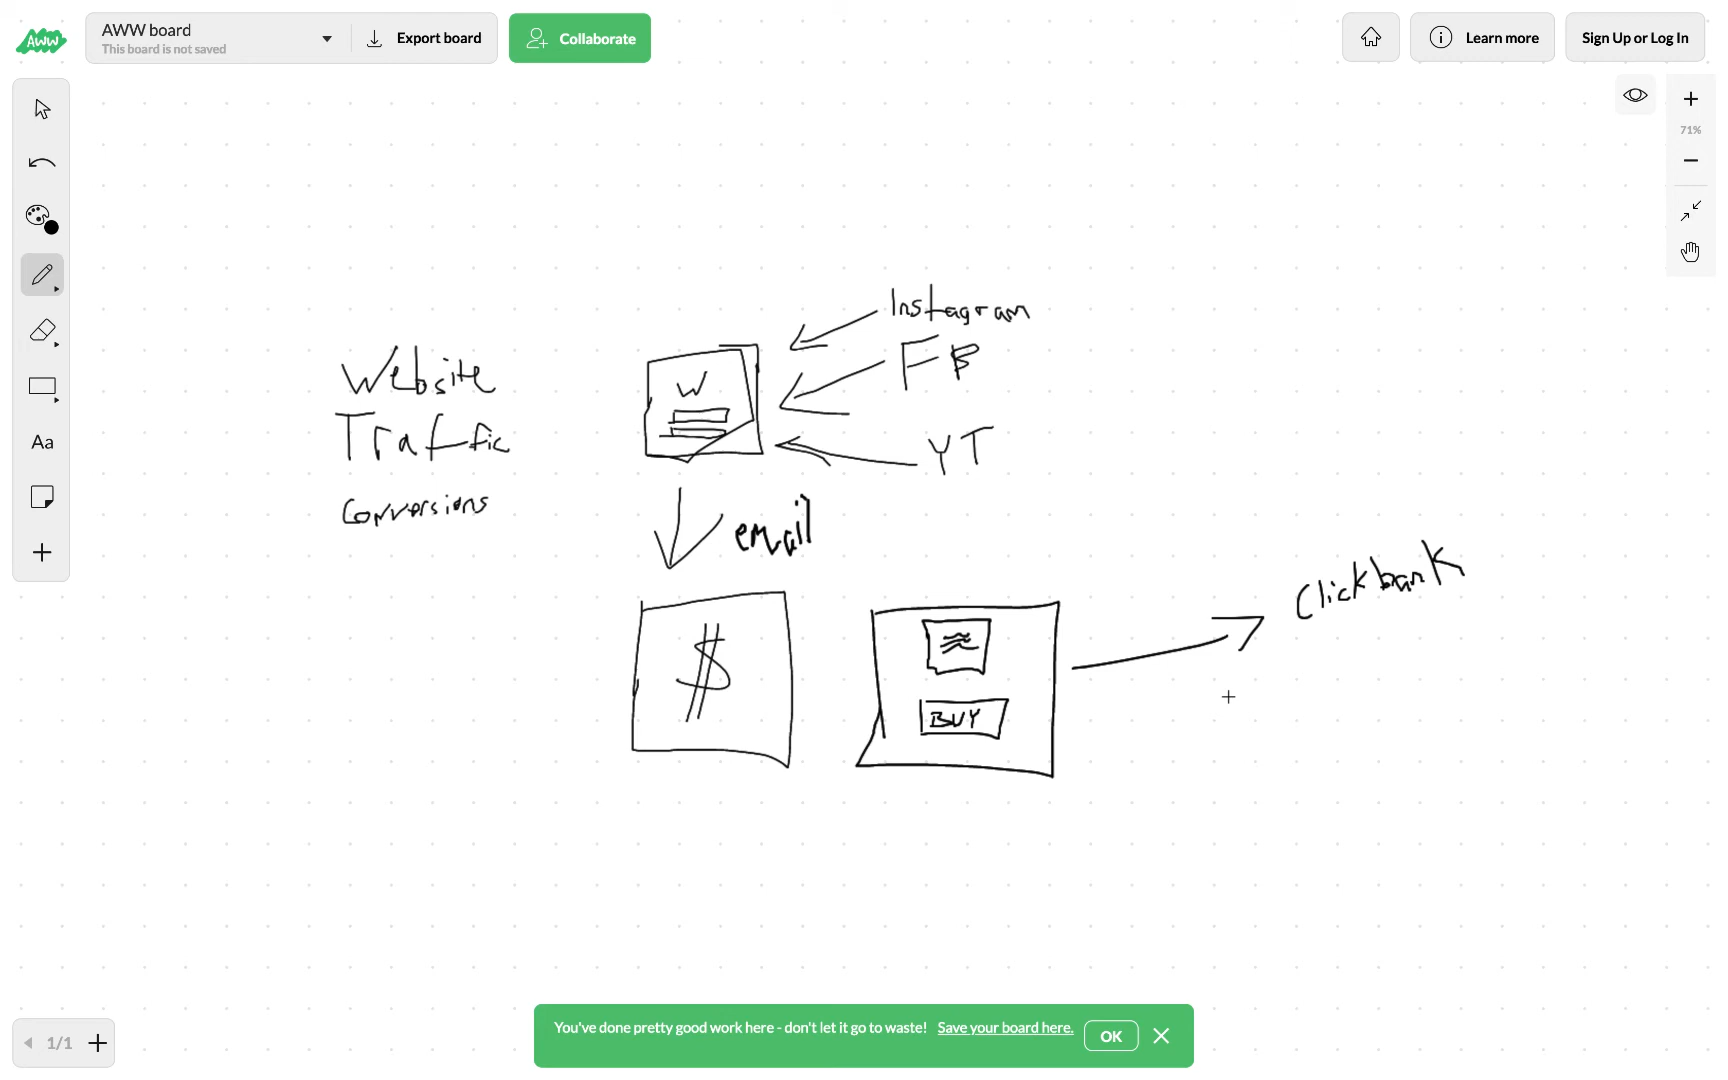 AWW
AWW board
This board is not saved
Export board
Collaborate
Learn more
Sign Up or Log In
71%
Aa
Instagram
FB
YT
Website
Traffic
Conversions
W
email
$
BUY
Clickbank
You've done pretty good work here - don't let it go to waste! Save your board here.
OK
1/1